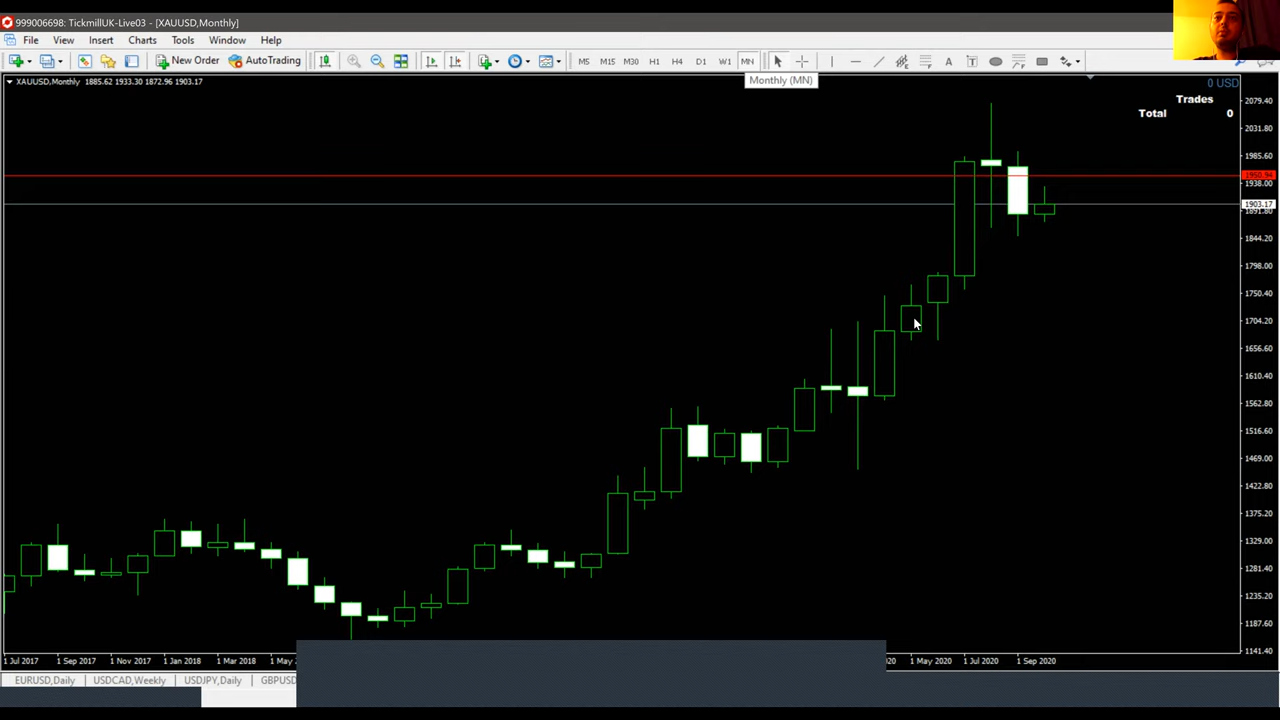 999006698: TickmillUK-Live03 - [XAUUSD,Monthly]
File View Insert Charts Tools Window Help
New Order AutoTrading M5 M15 M30 H1 H4 D1 W1 MN
Monthly (MN)
XAUUSD,Monthly 1885.62 1933.30 1872.96 1903.17
0 USD
Trades
Total 0
2079.40
2031.80
1985.60
1950.94
1938.00
1903.17
1891.80
1844.20
1798.00
1750.40
1704.20
1656.60
1610.40
1562.80
1516.60
1469.00
1422.80
1375.20
1329.00
1281.40
1235.20
1187.60
1141.40
1 Jul 2017 1 Sep 2017 1 Nov 2017 1 Jan 2018 1 Mar 2018 1 May 1 May 2020 1 Jul 2020 1 Sep 2020
EURUSD,Daily USDCAD,Weekly USDJPY,Daily GBPUSD